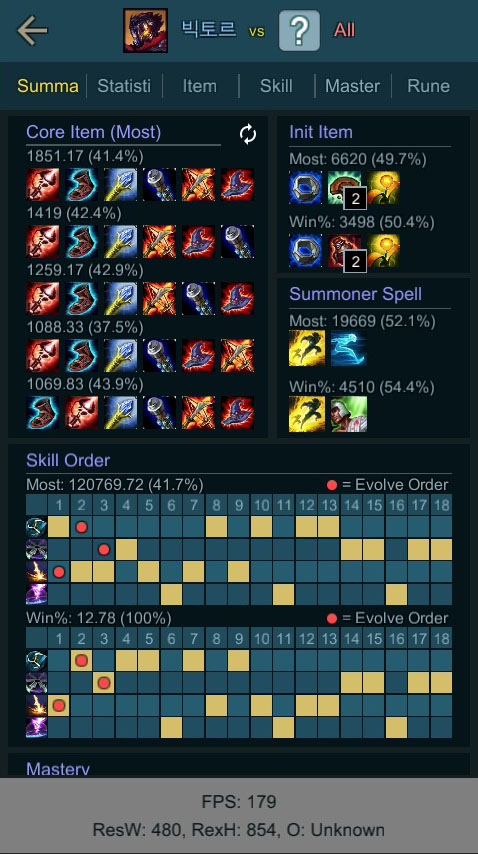 빅토르 vs ? All
Summa Statisti Item Skill Master Rune
Core Item (Most)
1851.17 (41.4%)
1419 (42.4%)
1259.17 (42.9%)
1088.33 (37.5%)
1069.83 (43.9%)
Init Item
Most: 6620 (49.7%)
2
Win%: 3498 (50.4%)
2
Summoner Spell
Most: 19669 (52.1%)
Win%: 4510 (54.4%)
Skill Order
Most: 120769.72 (41.7%) = Evolve Order
1 2 3 4 5 6 7 8 9 10 11 12 13 14 15 16 17 18
Win%: 12.78 (100%) = Evolve Order
1 2 3 4 5 6 7 8 9 10 11 12 13 14 15 16 17 18
Mastery
FPS: 179
ResW: 480, RexH: 854, O: Unknown